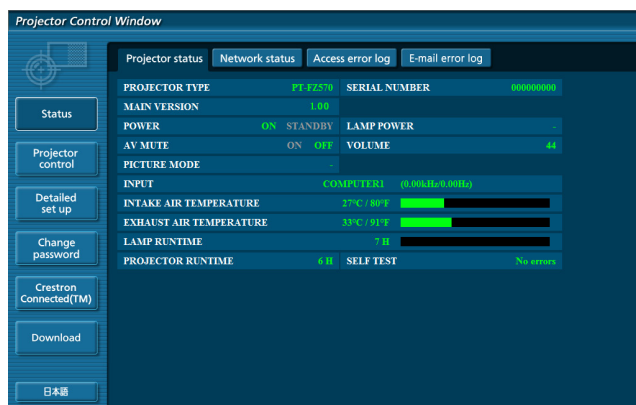 Projector Control Window
Projector status Network status Access error log E-mail error log
PROJECTOR TYPE PT-FZ570 SERIAL NUMBER 000000000
MAIN VERSION 1.00
Status
POWER ON STANDBY LAMP POWER -
AV MUTE ON OFF VOLUME 44
Projector control
PICTURE MODE -
INPUT COMPUTER1 (0.00kHz/0.00Hz)
Detailed set up
INTAKE AIR TEMPERATURE 27°C / 80°F
EXHAUST AIR TEMPERATURE 33°C / 91°F
Change password
LAMP RUNTIME 7 H
PROJECTOR RUNTIME 6 H SELF TEST No errors
Crestron Connected(TM)
Download
日本語